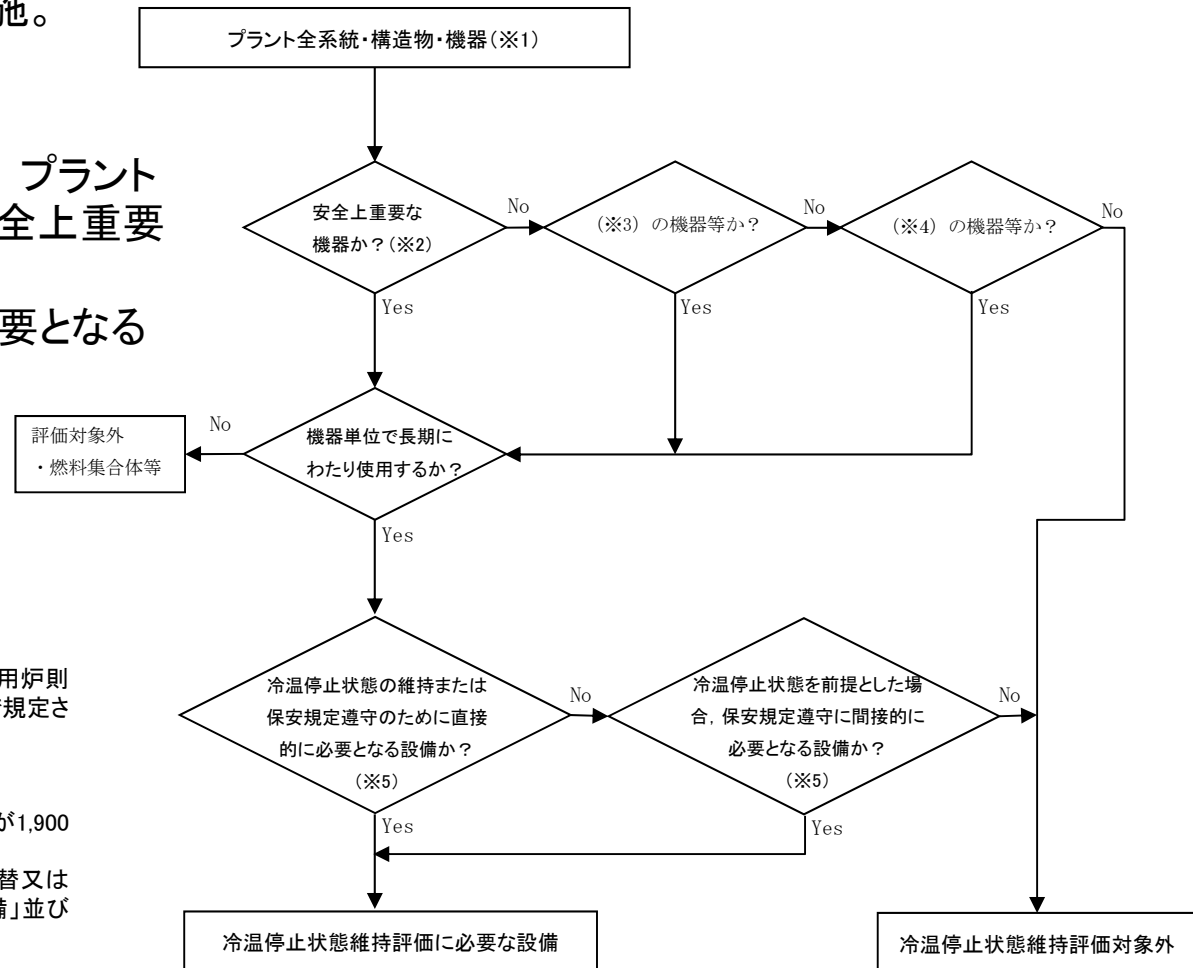 施。
プラント
全上重要
要となる
用炉則
規定さ
が1,900
替又は
備」並び
プラント全系統・構造物・機器(※1)
安全上重要な
機器か?(※2)
No
(※3) の機器等か?
No
(※4) の機器等か?
No
Yes
Yes
Yes
評価対象外
・燃料集合体等
No
機器単位で長期に
わたり使用するか?
Yes
冷温停止状態の維持または
保安規定遵守のために直接
的に必要となる設備か?
(※5)
No
冷温停止状態を前提とした場
合,保安規定遵守に間接的に
必要となる設備か?
(※5)
No
Yes
Yes
冷温停止状態維持評価に必要な設備
冷温停止状態維持評価対象外